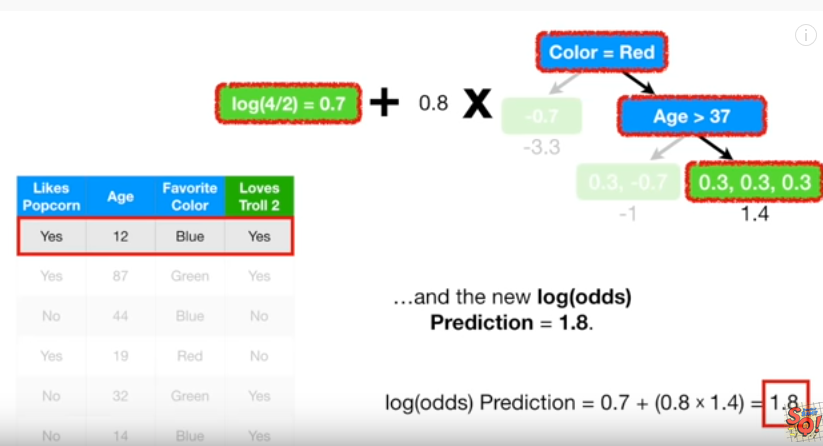 Color = Red
log(4/2) = 0.7 + 0.8 X
-0.7
Age > 37
-3.3
0.3, -0.7
0.3, 0.3, 0.3
-1
1.4
Likes Popcorn Age Favorite Color Loves Troll 2
Yes 12 Blue Yes
Yes 87 Green Yes
No 44 Blue No
Yes 19 Red No
No 32 Green Yes
No 14 Blue Yes
...and the new log(odds)
Prediction = 1.8.
log(odds) Prediction = 0.7 + (0.8 x 1.4) = 1.8
SQ!